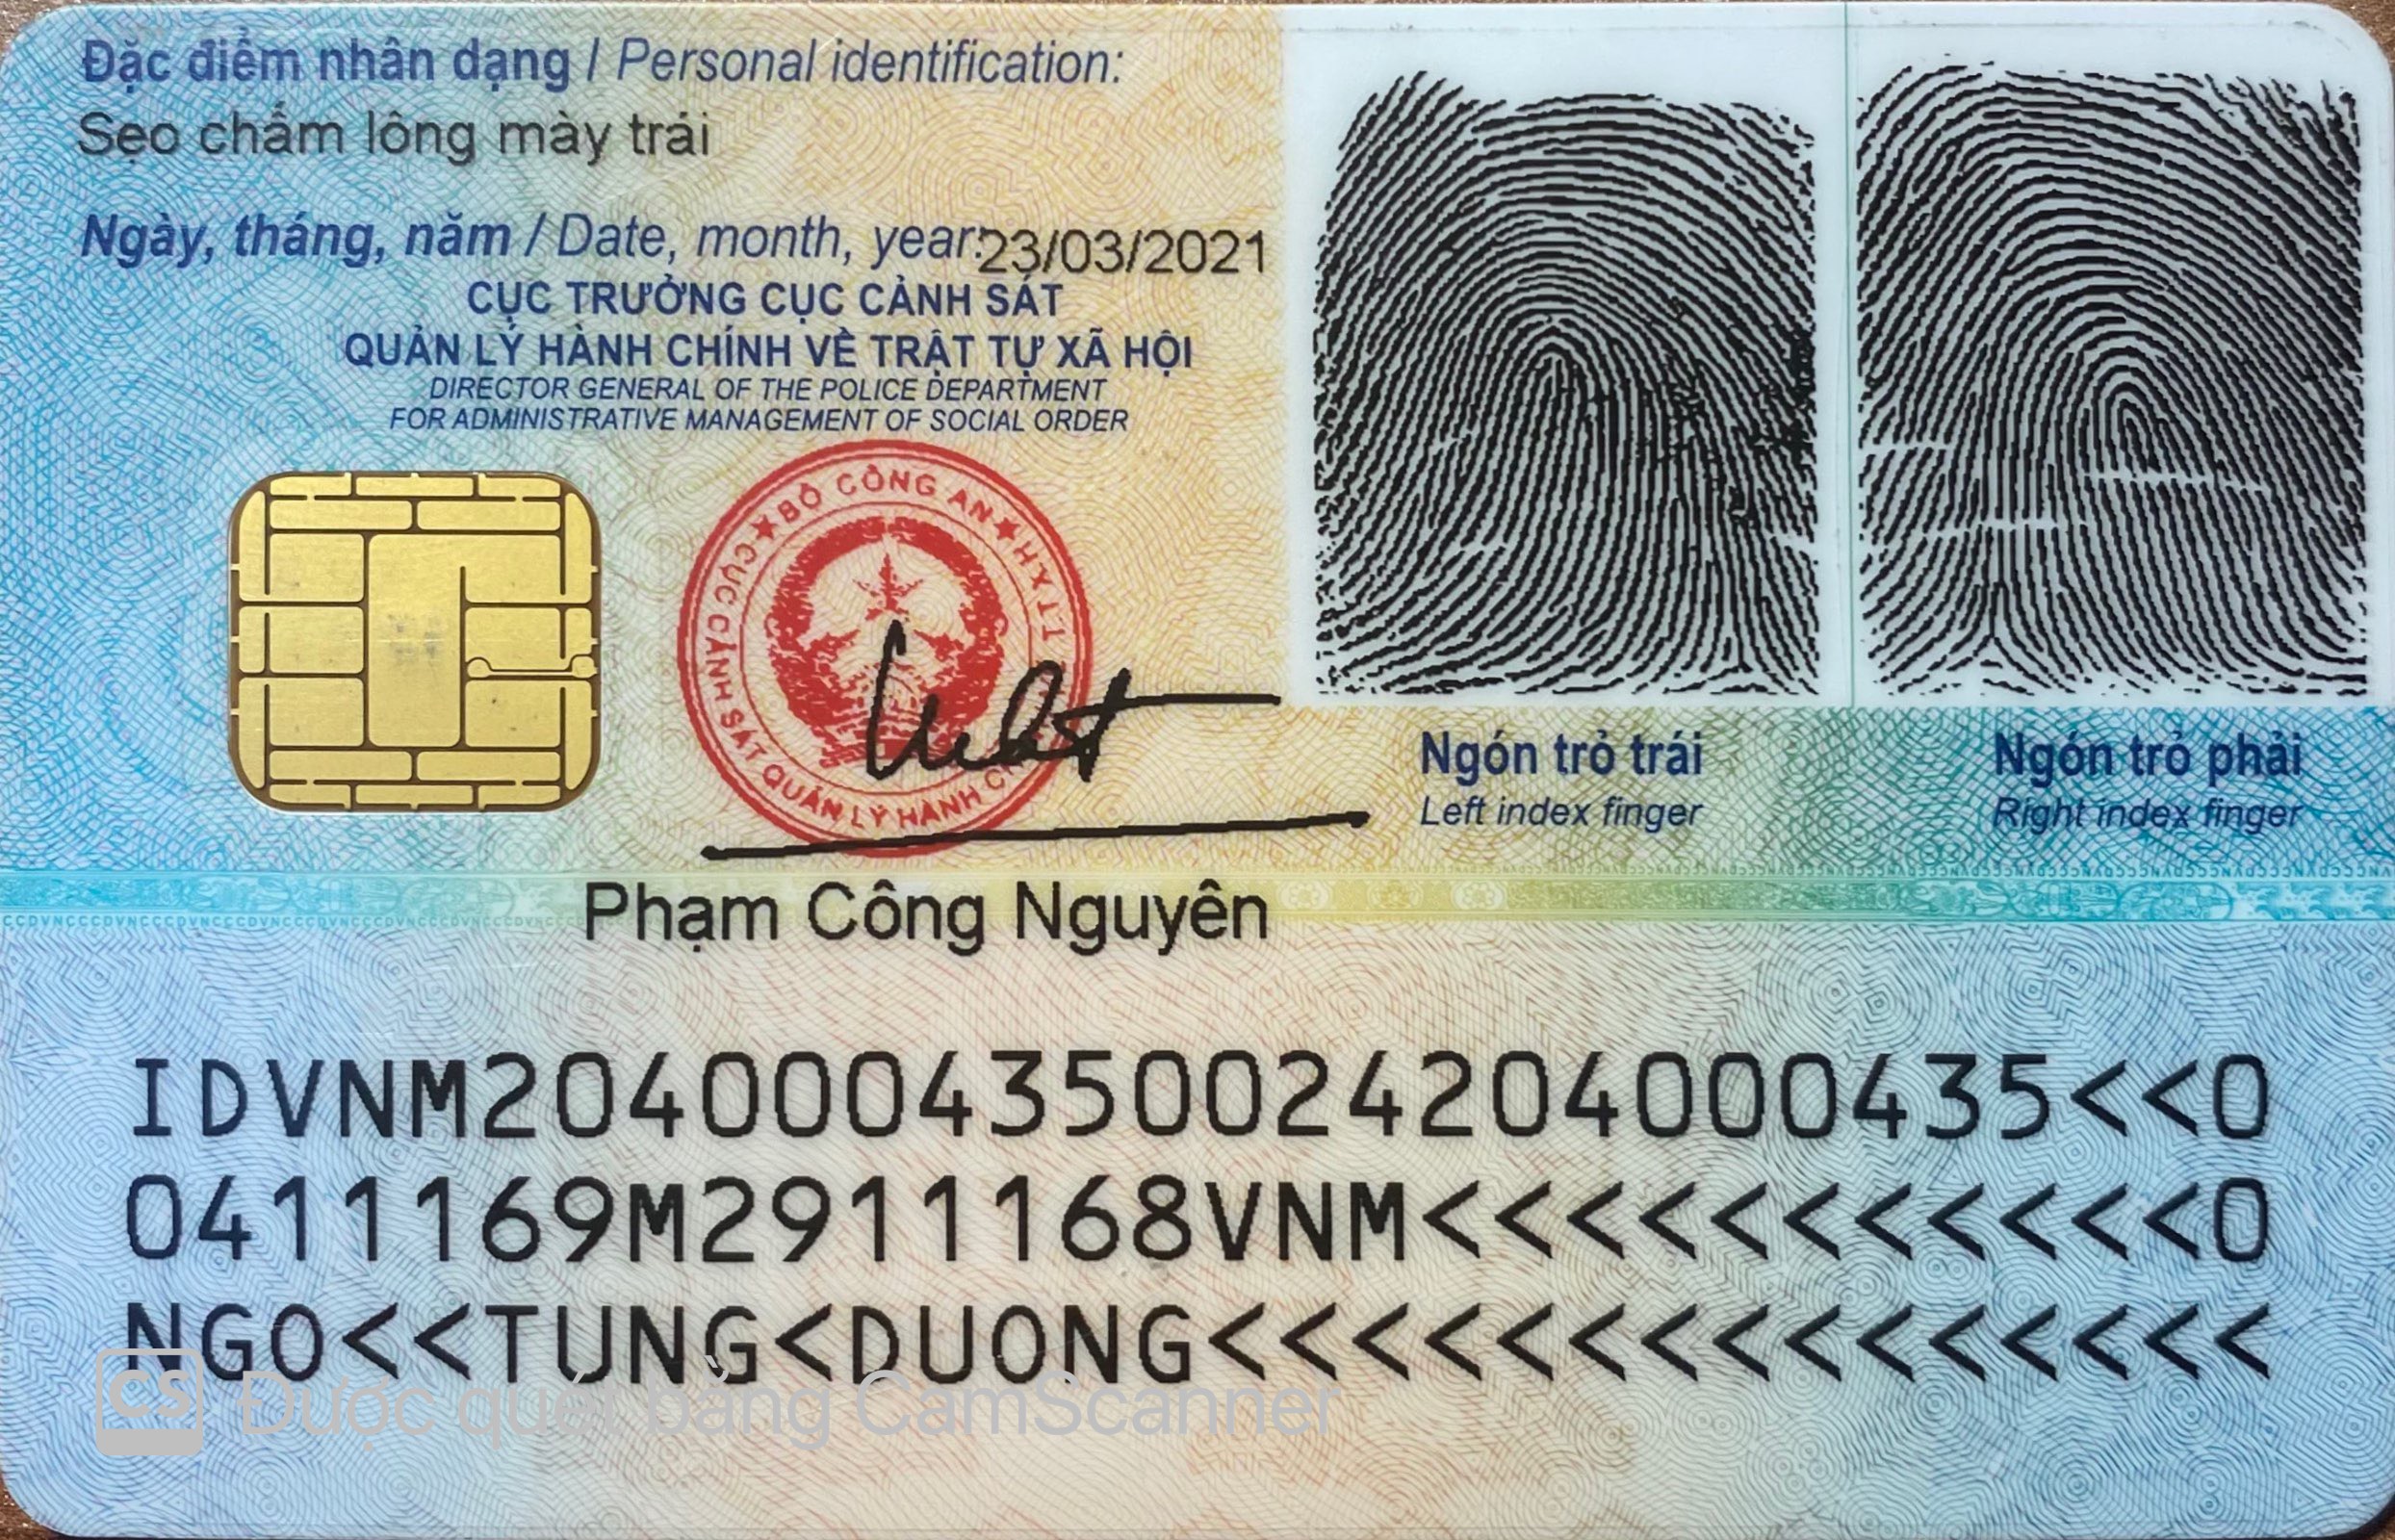 Đặc điểm nhân dạng / Personal identification:
Sẹo chấm lông mày trái
Ngày, tháng, năm / Date, month, year: 23/03/2021
CỤC TRƯỞNG CỤC CẢNH SÁT
QUẢN LÝ HÀNH CHÍNH VỀ TRẬT TỰ XÃ HỘI
DIRECTOR GENERAL OF THE POLICE DEPARTMENT
FOR ADMINISTRATIVE MANAGEMENT OF SOCIAL ORDER
BỘ CÔNG AN
CỤC CẢNH SÁT QUẢN LÝ HÀNH
TTXH
Ngón trỏ trái
Left index finger
Ngón trỏ phải
Right index finger
Phạm Công Nguyên
IDVNM2040004350024204000435<<0
0411169M2911168VNM<<<<<<<<<<<0
NGO<<TUNG<DUONG<<<<<<<<<<<<<<<
CS Được quét bằng CamScanner